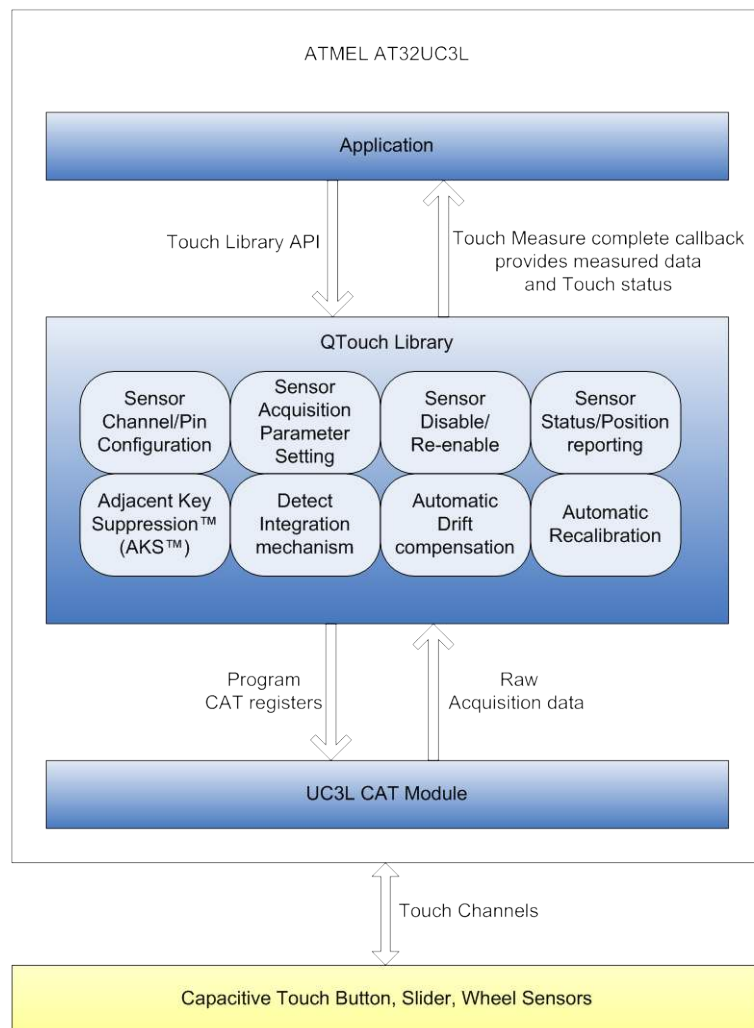 ATMEL AT32UC3L
Application
Touch Library API
Touch Measure complete callback
provides measured data
and Touch status
QTouch Library
Sensor
Channel/Pin
Configuration
Sensor
Acquisition
Parameter
Setting
Sensor
Disable/
Re-enable
Sensor
Status/Position
reporting
Adjacent Key
Suppression™
(AKS™)
Detect
Integration
mechanism
Automatic
Drift
compensation
Automatic
Recalibration
Program
CAT registers
Raw
Acquisition data
UC3L CAT Module
Touch Channels
Capacitive Touch Button, Slider, Wheel Sensors